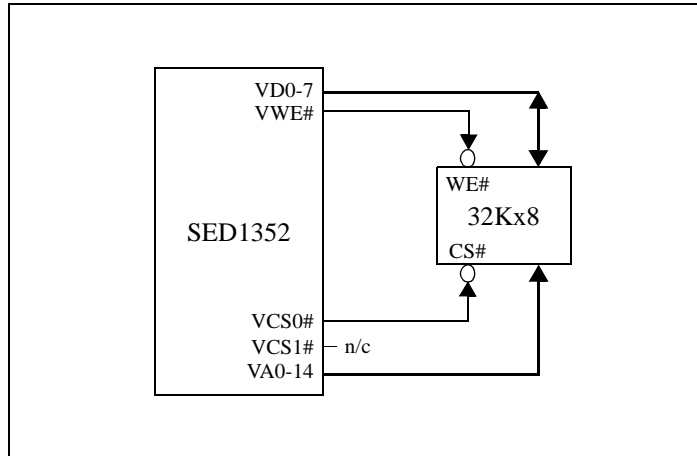 VD0-7
VWE#
WE#
32Kx8
SED1352
CS#
VCS0#
VCS1# n/c
VA0-14